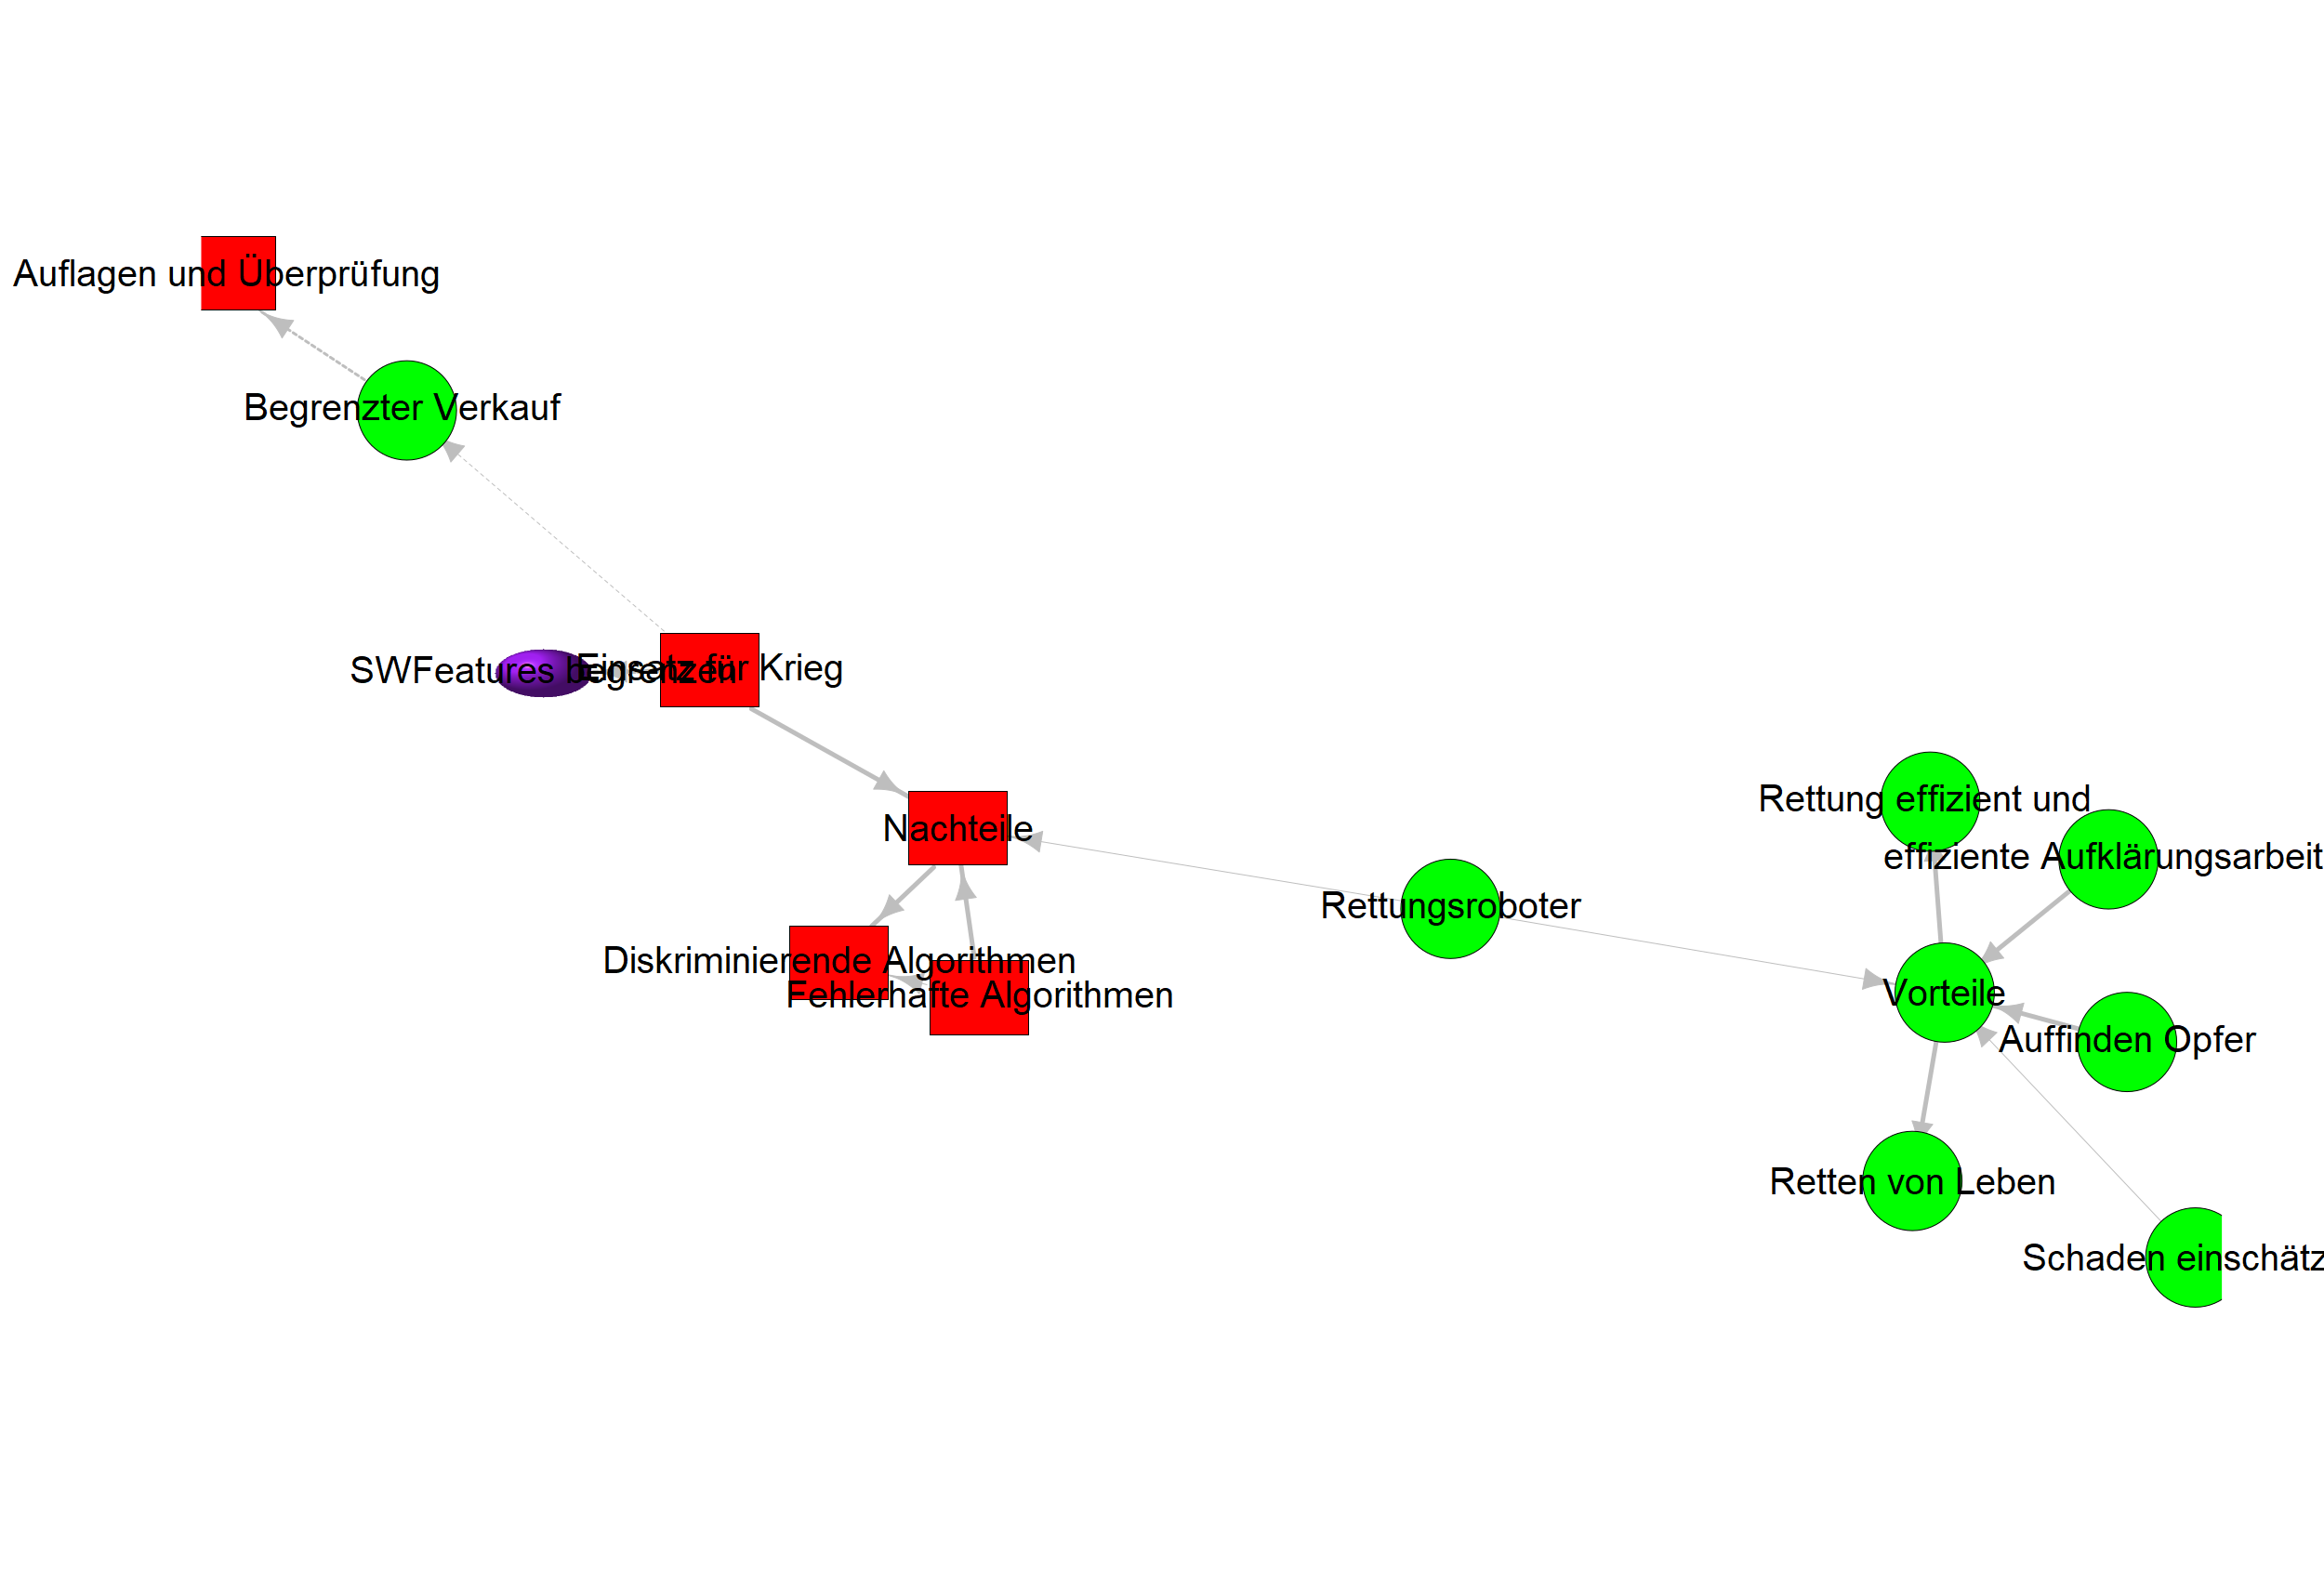 Auflagen und Überprüfung
Begrenzter Verkauf
SWFeatures begrenzen
Einsatz für Krieg
Nachteile
Rettung effizient und
effiziente Aufklärungsarbeit
Rettungsroboter
Diskriminierende Algorithmen
Fehlerhafte Algorithmen
Vorteile
Auffinden Opfer
Retten von Leben
Schaden einschätz